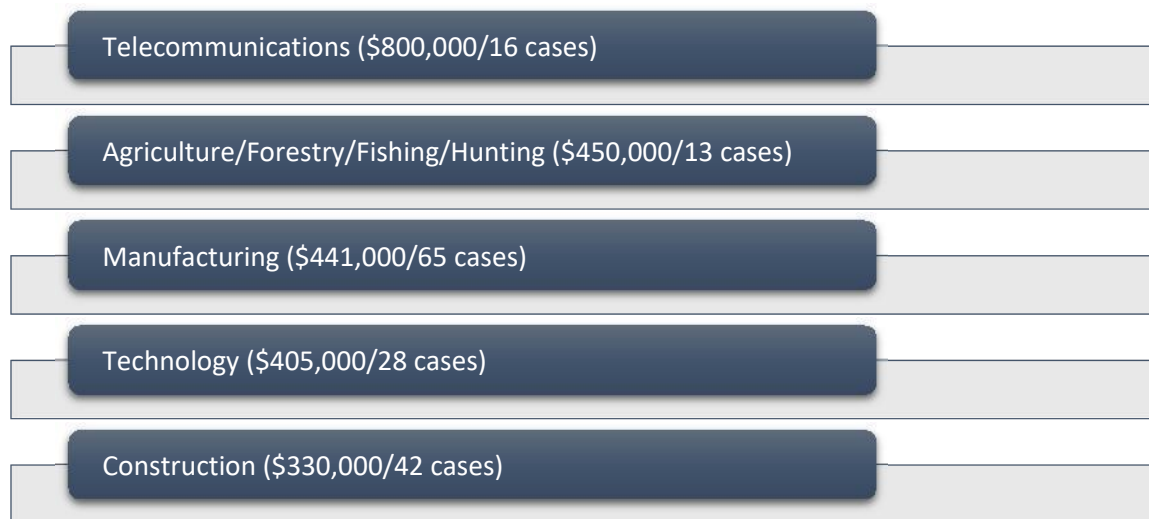 Telecommunications ($800,000/16 cases)
Agriculture/Forestry/Fishing/Hunting ($450,000/13 cases)
Manufacturing ($441,000/65 cases)
Technology ($405,000/28 cases)
Construction ($330,000/42 cases)